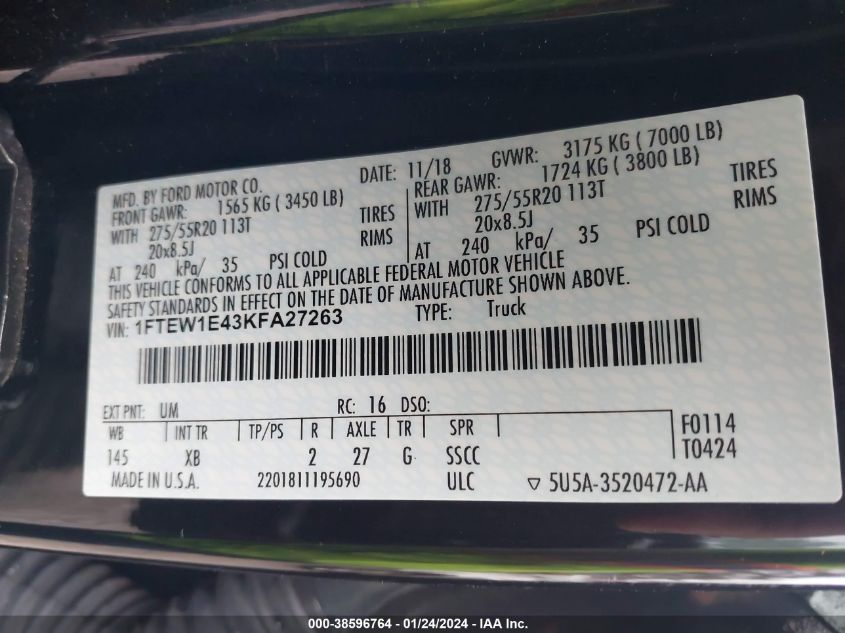 MFD. BY FORD MOTOR CO. DATE: 11/18 GVWR: 3175 KG ( 7000 LB)
FRONT GAWR: 1565 KG ( 3450 LB) REAR GAWR: 1724 KG ( 3800 LB)
WITH 275/55R20 113T TIRES WITH 275/55R20 113T TIRES
20x8.5J RIMS 20x8.5J RIMS
AT 240 kPa/ 35 PSI COLD AT 240 kPa/ 35 PSI COLD
THIS VEHICLE CONFORMS TO ALL APPLICABLE FEDERAL MOTOR VEHICLE
SAFETY STANDARDS IN EFFECT ON THE DATE OF MANUFACTURE SHOWN ABOVE.
VIN: 1FTEW1E43KFA27263 TYPE: Truck
EXT PNT: UM RC: 16 DSO:
WB INT TR TP/PS R AXLE TR SPR F0114
145 XB 2 27 G SSCC T0424
MADE IN U.S.A. 2201811195690 ULC ▽ 5U5A-3520472-AA
000-38596764 - 01/24/2024 - IAA Inc.